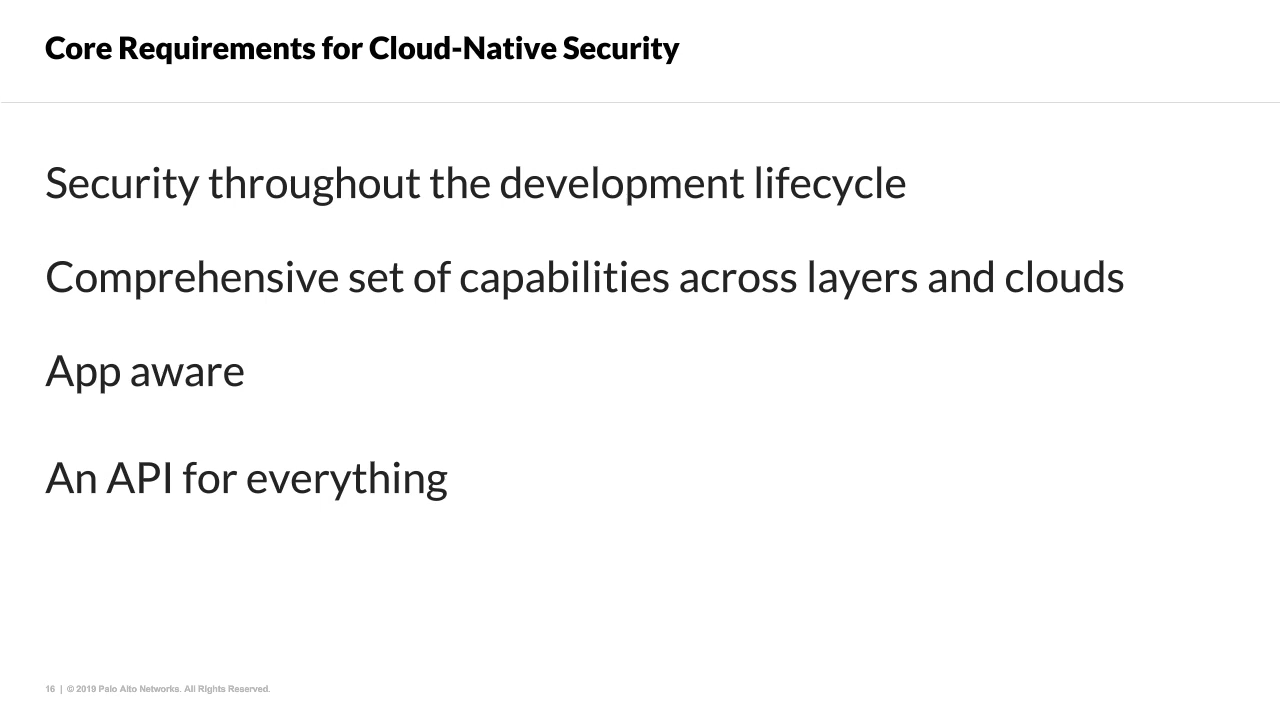 Core Requirements for Cloud-Native Security
Security throughout the development lifecycle
Comprehensive set of capabilities across layers and clouds
App aware
An API for everything
16 | © 2019 Palo Alto Networks. All Rights Reserved.